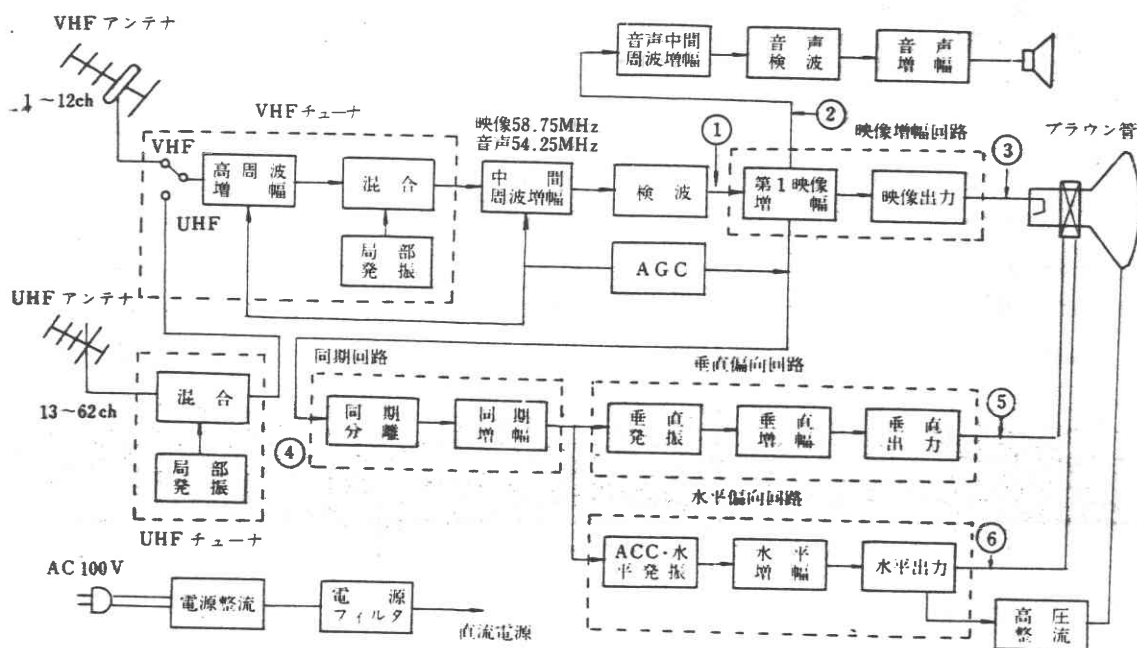 VHF アンテナ
1~12ch
VHFチューナ
VHF
UHF
高周波
増幅
混合
局部
発振
映像58.75MHz
音声54.25MHz
中間
周波増幅
検波
①
②
音声中間
周波増幅
音声
検波
音声
増幅
映像増幅回路
第1映像
増幅
映像出力
③
ブラウン管
AGC
UHF アンテナ
13~62ch
混合
局部
発振
UHFチューナ
同期回路
同期
分離
同期
増幅
④
垂直偏向回路
垂直
発振
垂直
増幅
垂直
出力
⑤
水平偏向回路
ACC・水
平発振
水平
増幅
水平出力
⑥
高圧
整流
AC 100V
電源整流
電源
フィルタ
直流電源